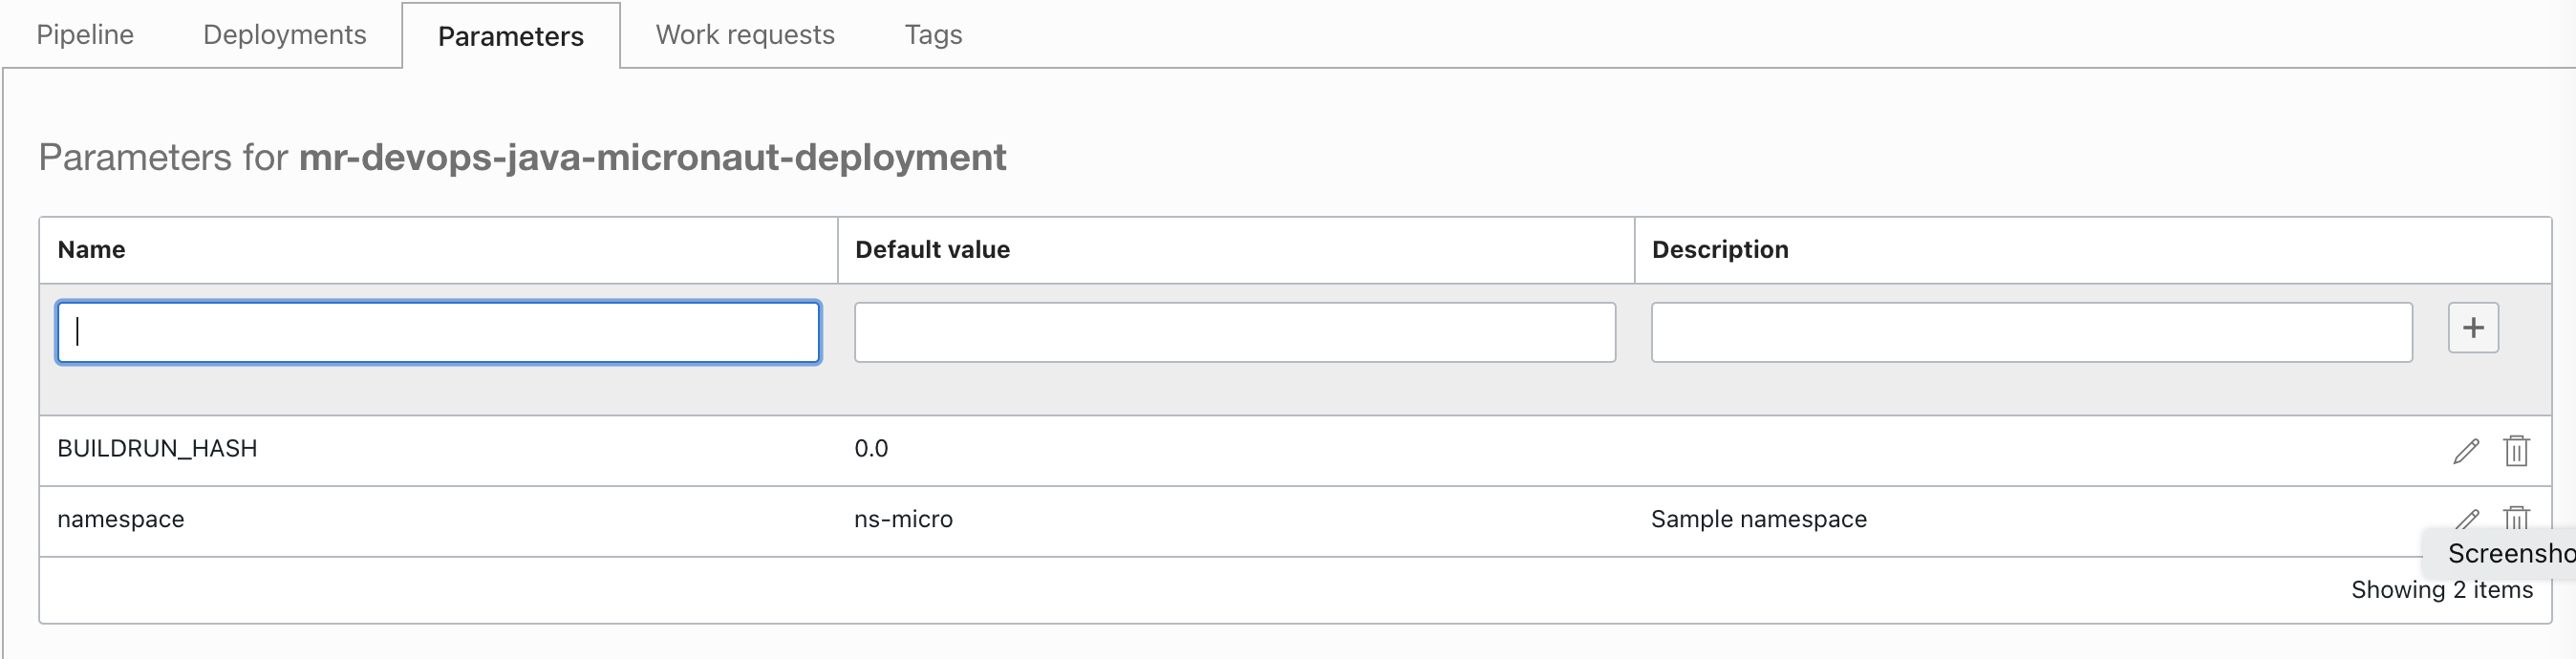 Pipeline Deployments Parameters Work requests Tags
Parameters for mr-devops-java-micronaut-deployment
Name Default value Description
BUILDRUN_HASH 0.0
namespace ns-micro Sample namespace
Screensho
Showing 2 items